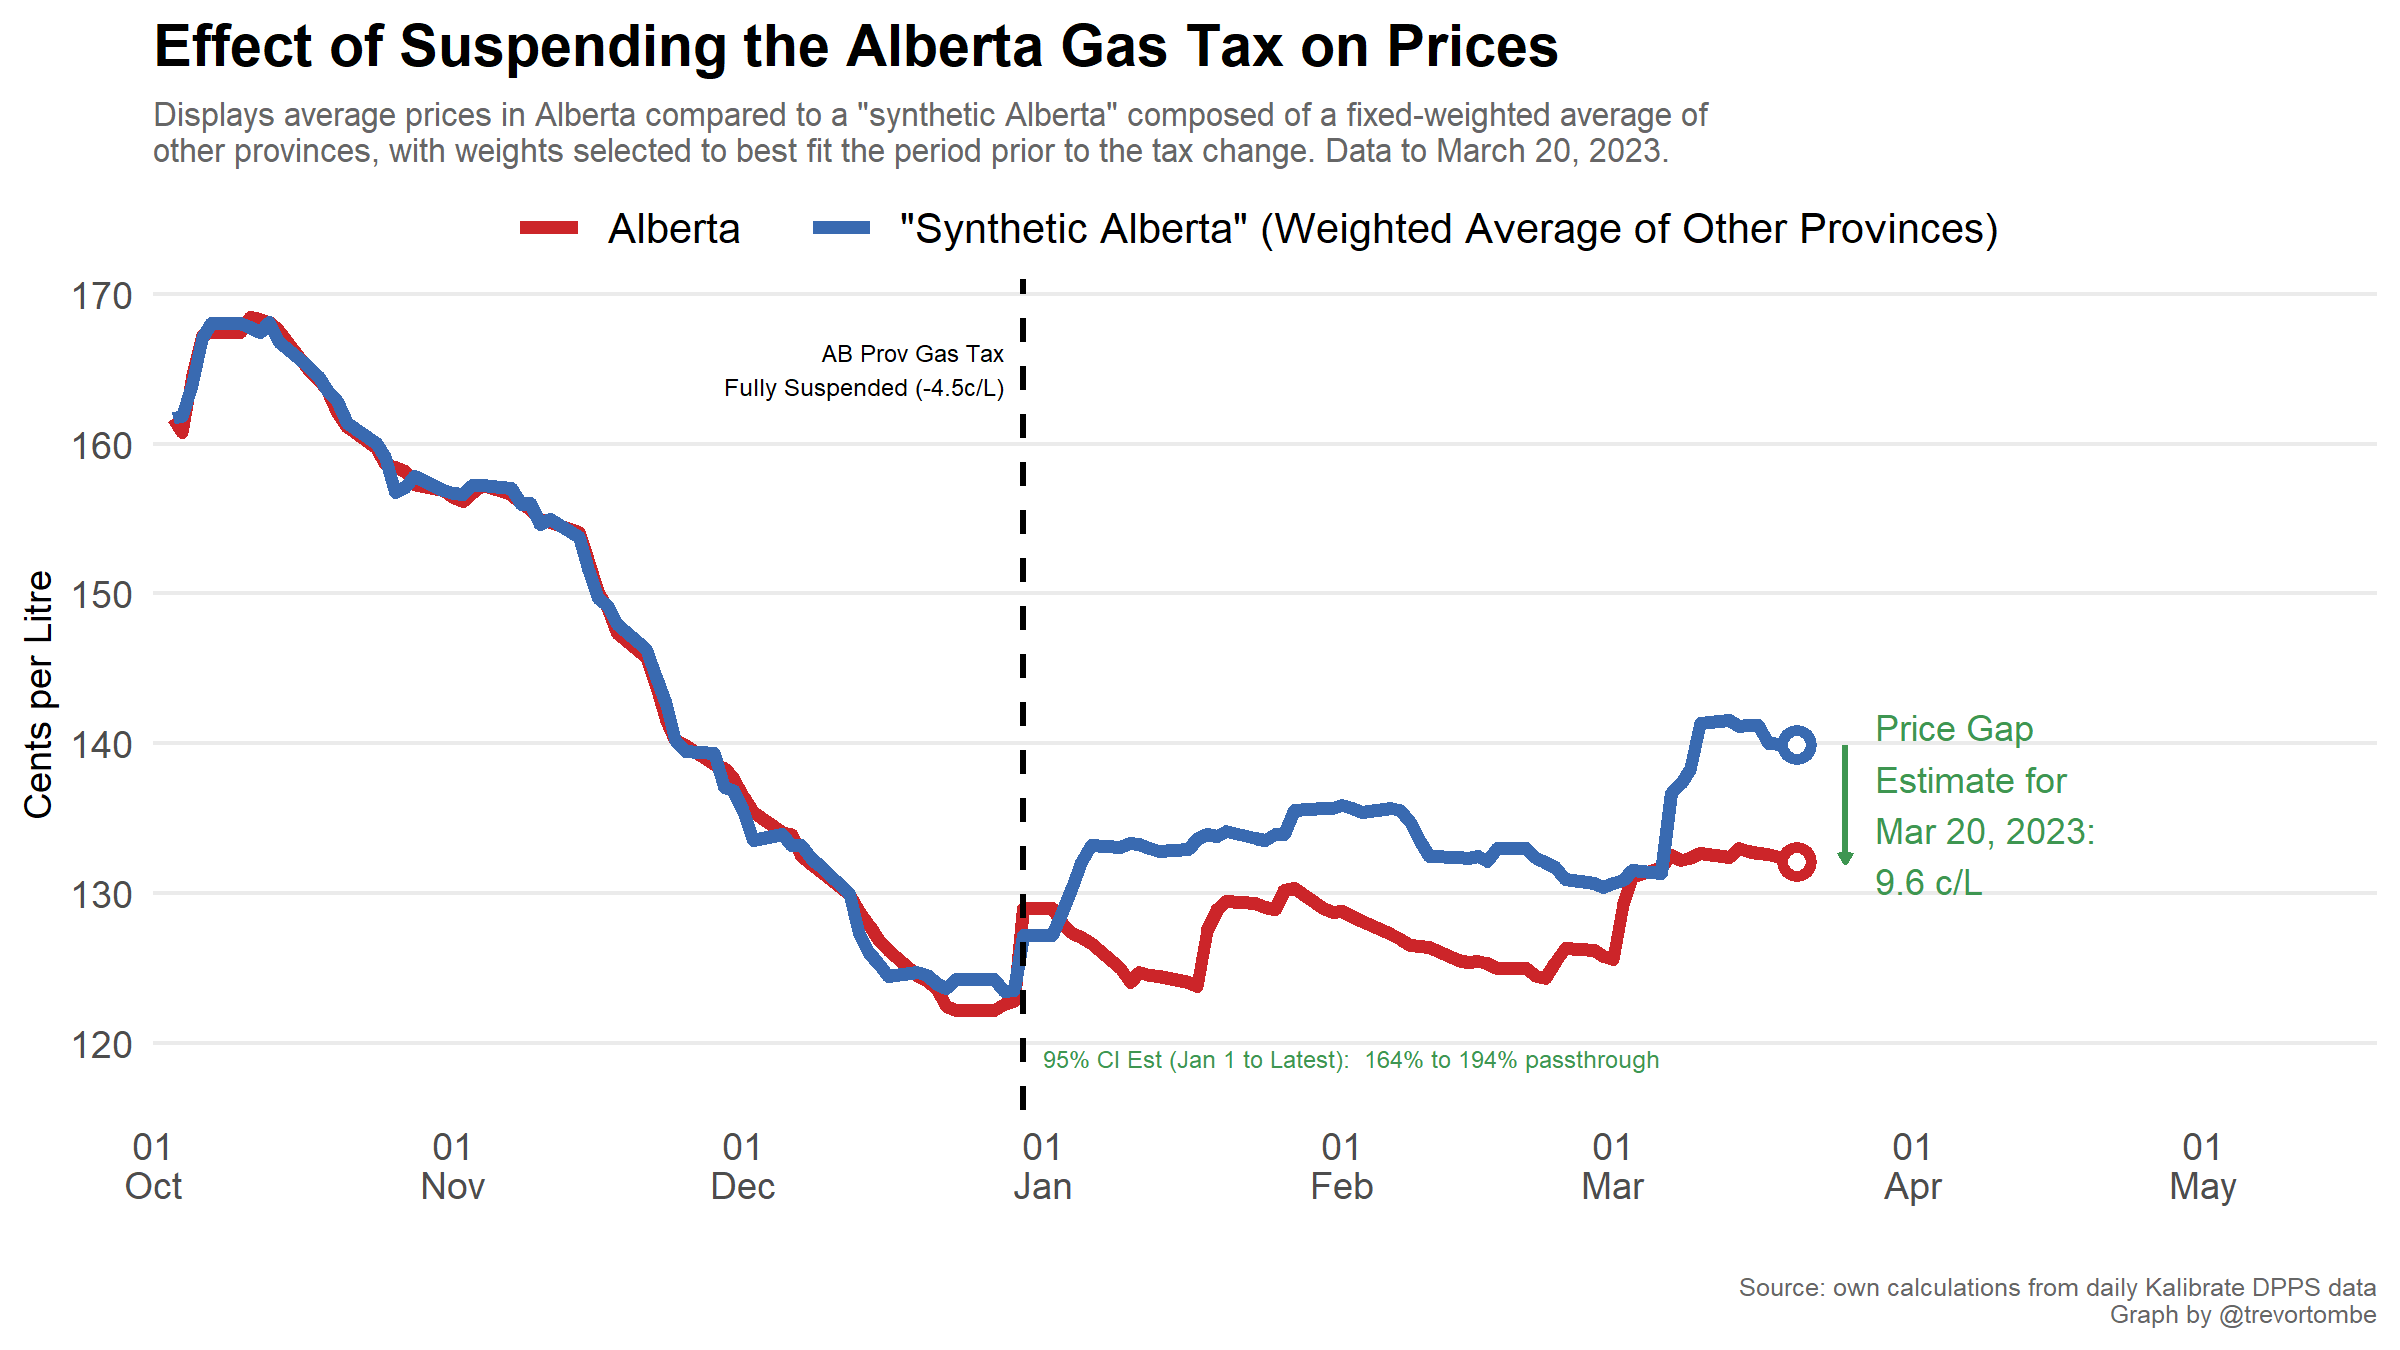 Effect of Suspending the Alberta Gas Tax on Prices
Displays average prices in Alberta compared to a "synthetic Alberta" composed of a fixed-weighted average of
other provinces, with weights selected to best fit the period prior to the tax change. Data to March 20, 2023.
Alberta
"Synthetic Alberta" (Weighted Average of Other Provinces)
170
160
150
140
130
120
Cents per Litre
AB Prov Gas Tax
Fully Suspended (-4.5c/L)
Price Gap
Estimate for
Mar 20, 2023:
9.6 c/L
95% CI Est (Jan 1 to Latest):  164% to 194% passthrough
01
Oct
01
Nov
01
Dec
01
Jan
01
Feb
01
Mar
01
Apr
01
May
Source: own calculations from daily Kalibrate DPPS data
Graph by @trevortombe